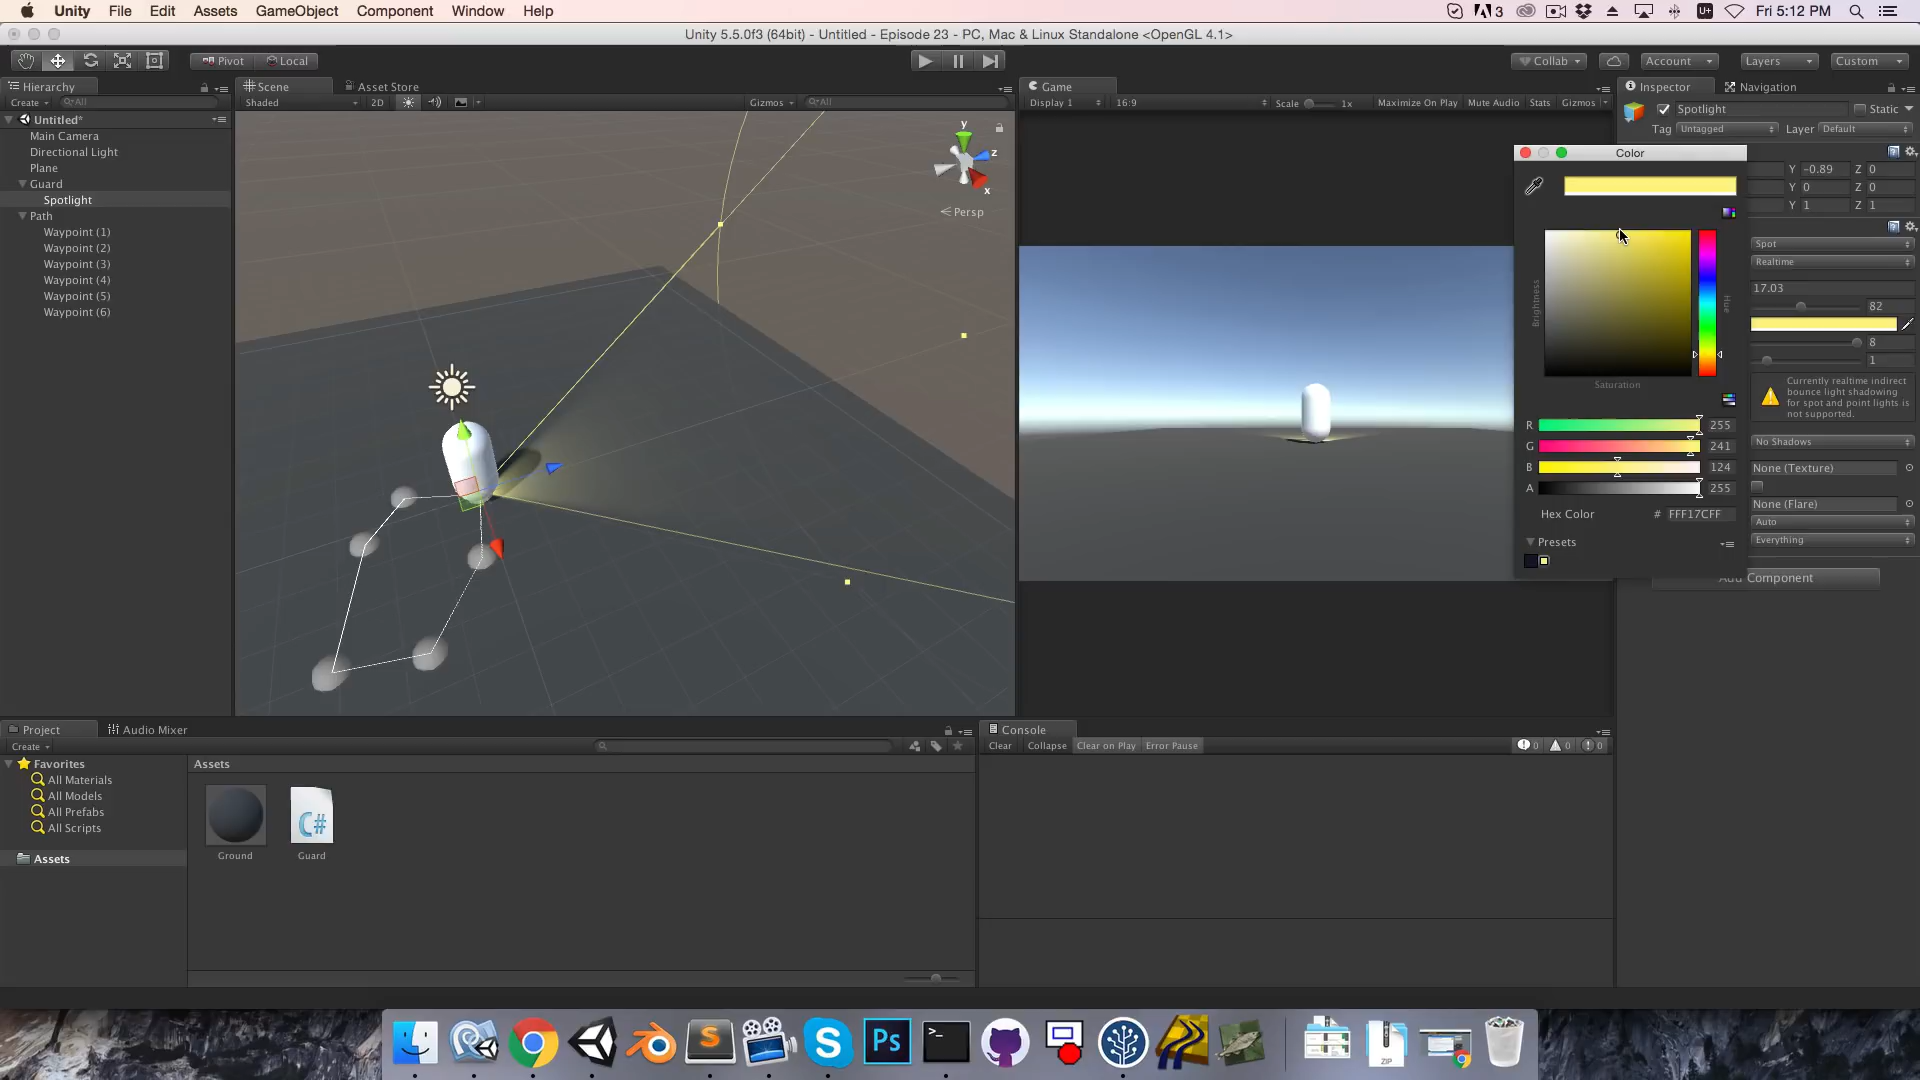 Unity File Edit Assets GameObject Component Window Help 3 U+ Fri 5:12 PM
Unity 5.5.0f3 (64bit) - Untitled - Episode 23 - PC, Mac & Linux Standalone <OpenGL 4.1>
Pivot Local Collab Account Layers Custom
Hierarchy Scene Asset Store Game Inspector Navigation
Create All Shaded 2D Gizmos All Display 1 16:9 Scale 1x Maximize On Play Mute Audio Stats Gizmos Spotlight Static
Untitled*
Tag Untagged Layer Default
Main Camera
Directional Light
Plane
Guard
Spotlight
Path
Waypoint (1)
Waypoint (2)
Waypoint (3)
Waypoint (4)
Waypoint (5)
Waypoint (6)
y
z
x
Persp
Color
Y -0.89 Z 0
Y 0 Z 0
Y 1 Z 1
Spot
Realtime
17.03
82
8
1
Brightness
Hue
Saturation
Currently realtime indirect
bounce light shadowing
for spot and point lights is
not supported.
R 255
G 241
B 124
A 255
Hex Color # FFF17CFF
Presets
No Shadows
None (Texture)
None (Flare)
Auto
Everything
Add Component
Project Audio Mixer Console
Create Clear Collapse Clear on Play Error Pause 0 0 0
Favorites
All Materials
All Models
All Prefabs
All Scripts
Assets
Assets
C#
Ground Guard
S
Ps
>_
ZIP